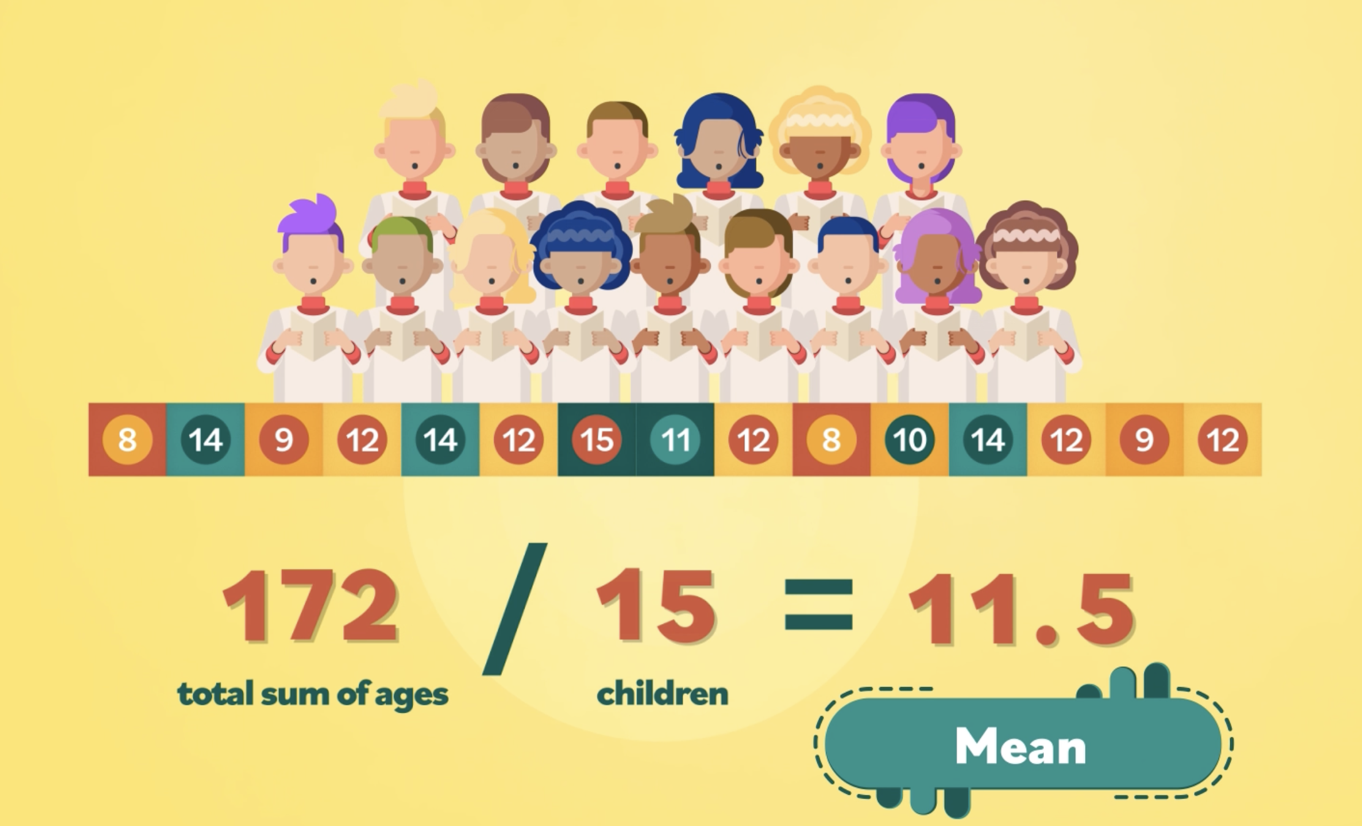 8 14 9 12 14 12 15 11 12 8 10 14 12 9 12
172 / 15 = 11.5
total sum of ages children
Mean